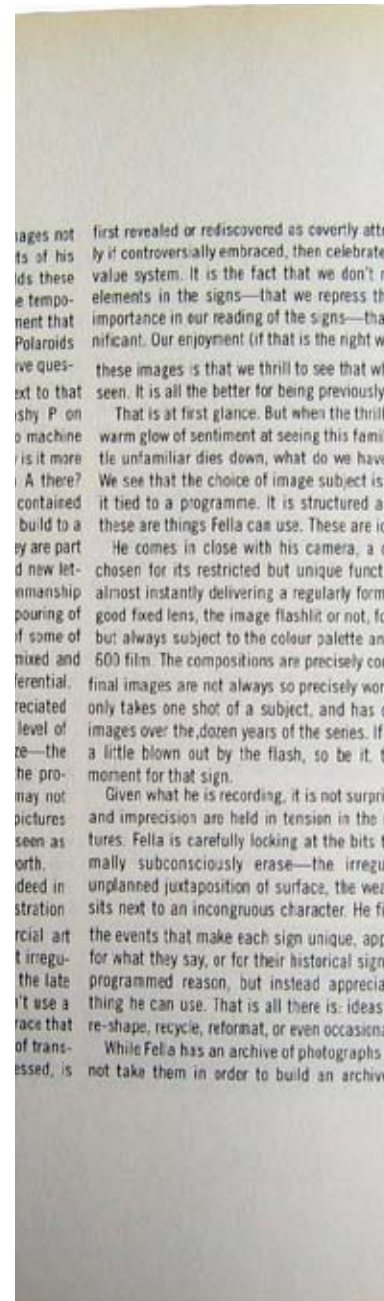 ages not
ts of his
lds these
e tempo-
ment that
Polaroids
ve ques-
ext to that
shy P on
o machine
is it more
A there?
contained
build to a
ey are part
d new let-
nmanship
pouring of
f some of
mixed and
ferential.
reciated
level of
ze—the
he pro-
may not
pictures
seen as
orth.
deed in
stration
rcial art
t irregu-
the late
't use a
race that
of trans-
essed, is
first revealed or rediscovered as covertly att
ly if controversially embraced, then celebrate
value system. It is the fact that we don't
elements in the signs—that we repress th
importance in our reading of the signs—tha
nificant. Our enjoyment (if that is the right w
these images is that we thrill to see that w
seen. It is all the better for being previously
That is at first glance. But when the thrill
warm glow of sentiment at seeing this fami
tle unfamiliar dies down, what do we have
We see that the choice of image subject is
it tied to a programme. It is structured a
these are things Fella can use. These are i
He comes in close with his camera, a
chosen for its restricted but unique funct
almost instantly delivering a regularly form
good fixed lens, the image flashlit or not, f
but always subject to the colour palette an
600 film. The compositions are precisely co
final images are not always so precisely wor
only takes one shot of a subject, and has
images over the dozen years of the series. If
a little blown out by the flash, so be it,
moment for that sign.
Given what he is recording, it is not surpri
and imprecision are held in tension in the
tures. Fella is carefully looking at the bits
mally subconsciously erase—the irregu
unplanned juxtaposition of surface, the wea
sits next to an incongruous character. He f
the events that make each sign unique, app
for what they say, or for their historical sign
programmed reason, but instead apprecia
thing he can use. That is all there is: ideas
re-shape, recycle, reformat, or even occasiona
While Fella has an archive of photographs
not take them in order to build an archive